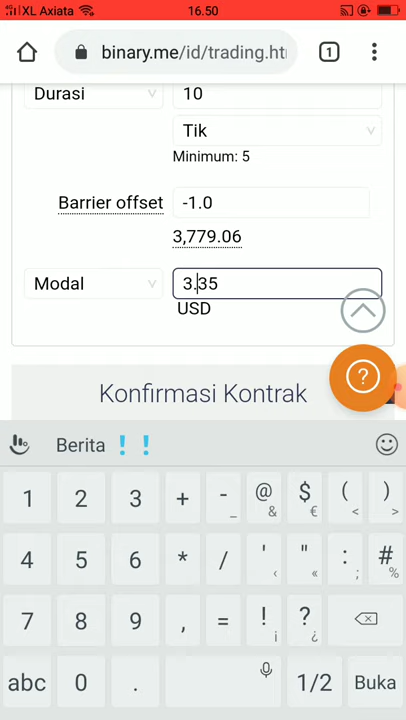 4G XL Axiata 16.50
binary.me/id/trading.ht 1
Durasi 10
Tik
Minimum: 5
Barrier offset -1.0
3,779.06
Modal 3.35
USD
?
Konfirmasi Kontrak
Berita ❗❗
1 2 3 + - _ @ & $ € ( < ) >
4 5 6 * / ' ‹ " « : ; # %
7 8 9 , = ! ¡ ? ¿
abc 0 . 1/2 Buka